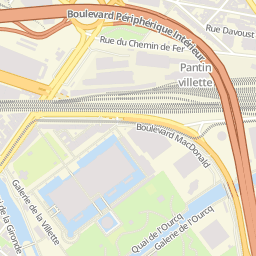 Boulevard Périphérique Intérieur
Rue Davoust
Rue du Chemin de Fer
Pantin
villette
Boulevard MacDonald
Galerie de la Villette
de la Gironde
Quai de l'Ourcq
Galerie de l'Ourcq